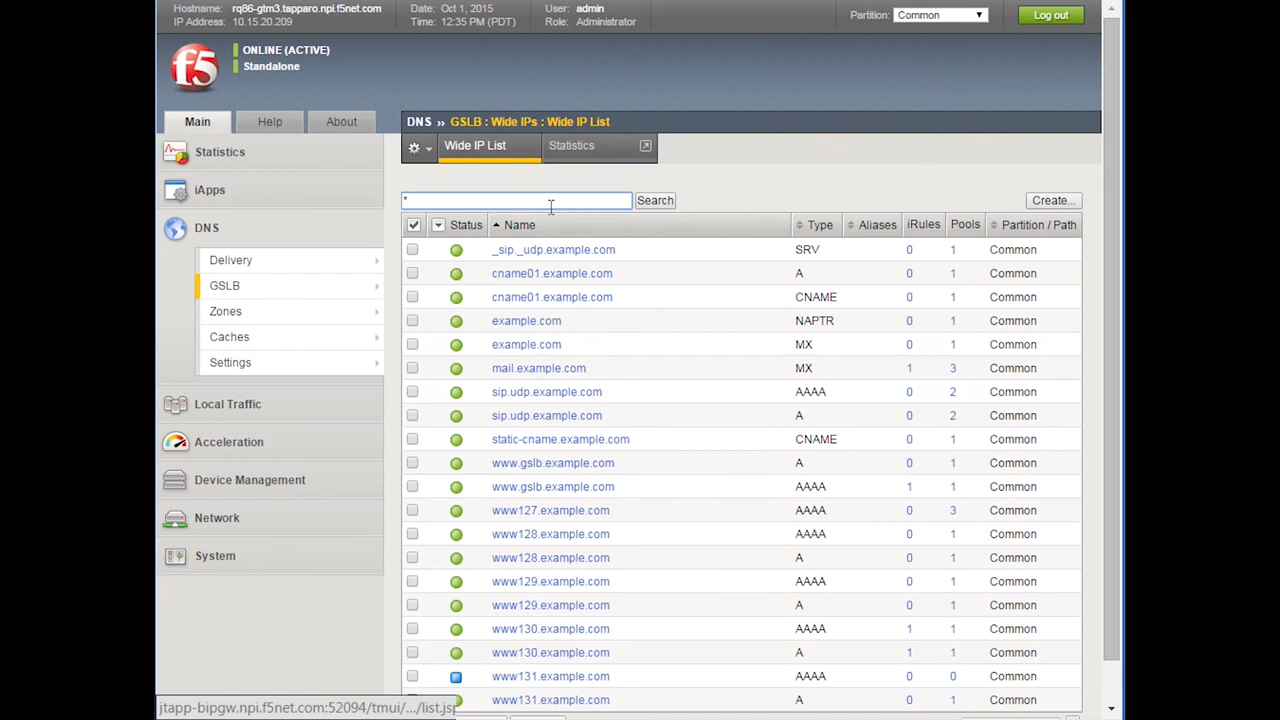 Hostname: rq86-gtm3.tapparo.npi.f5net.com Date: Oct 1, 2015 User: admin
IP Address: 10.15.20.209 Time: 12:35 PM (PDT) Role: Administrator
Partition: Common Log out
f5
ONLINE (ACTIVE)
Standalone
Main Help About
DNS ›› GSLB : Wide IPs : Wide IP List
Wide IP List Statistics
Statistics
iApps
DNS
Delivery
GSLB
Zones
Caches
Settings
Local Traffic
Acceleration
Device Management
Network
System
* Search Create...
Status Name Type Aliases iRules Pools Partition / Path
_sip._udp.example.com SRV 0 1 Common
cname01.example.com A 0 1 Common
cname01.example.com CNAME 0 1 Common
example.com NAPTR 0 1 Common
example.com MX 0 1 Common
mail.example.com MX 1 3 Common
sip.udp.example.com AAAA 0 2 Common
sip.udp.example.com A 0 2 Common
static-cname.example.com CNAME 0 1 Common
www.gslb.example.com A 0 1 Common
www.gslb.example.com AAAA 1 1 Common
www127.example.com AAAA 0 3 Common
www128.example.com AAAA 0 1 Common
www128.example.com A 0 1 Common
www129.example.com AAAA 0 1 Common
www129.example.com A 0 1 Common
www130.example.com AAAA 1 1 Common
www130.example.com A 1 1 Common
www131.example.com AAAA 0 0 Common
www131.example.com A 0 1 Common
jtapp-bipgw.npi.f5net.com:52094/tmui/.../list.jsp